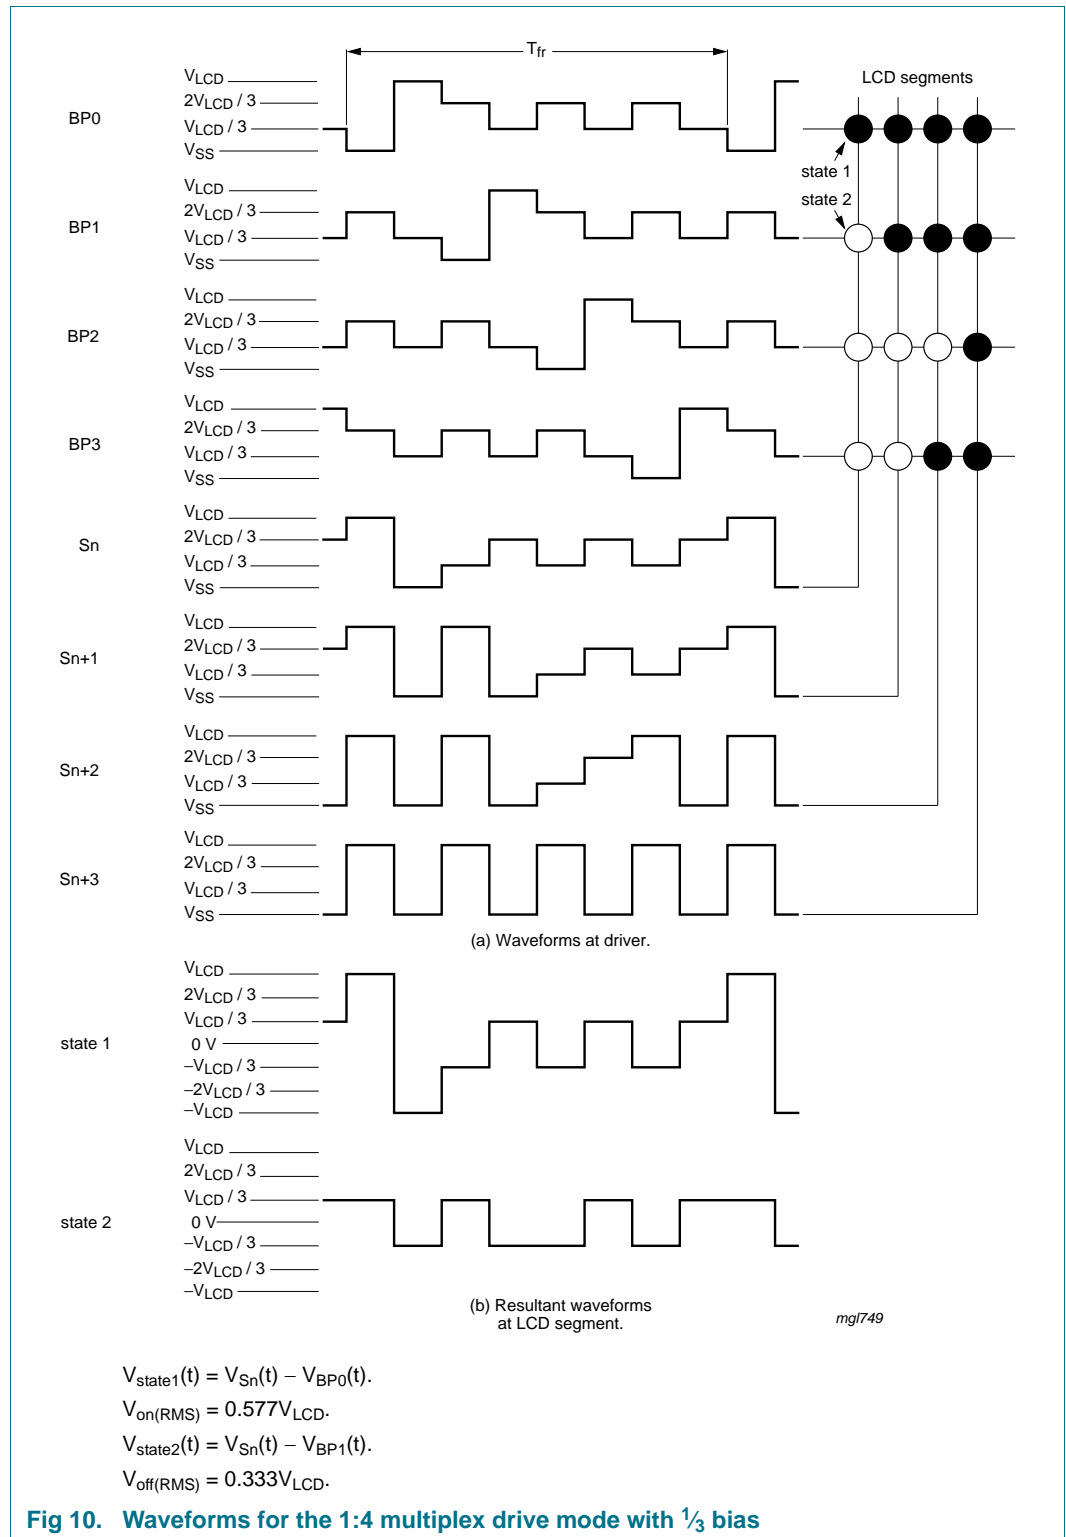 Tfr
LCD segments
BP0
VLCD
2VLCD / 3
VLCD / 3
VSS
state 1
state 2
BP1
VLCD
2VLCD / 3
VLCD / 3
VSS
BP2
VLCD
2VLCD / 3
VLCD / 3
VSS
BP3
VLCD
2VLCD / 3
VLCD / 3
VSS
Sn
VLCD
2VLCD / 3
VLCD / 3
VSS
Sn+1
VLCD
2VLCD / 3
VLCD / 3
VSS
Sn+2
VLCD
2VLCD / 3
VLCD / 3
VSS
Sn+3
VLCD
2VLCD / 3
VLCD / 3
VSS
(a) Waveforms at driver.
state 1
VLCD
2VLCD / 3
VLCD / 3
0 V
−VLCD / 3
−2VLCD / 3
−VLCD
state 2
VLCD
2VLCD / 3
VLCD / 3
0 V
−VLCD / 3
−2VLCD / 3
−VLCD
(b) Resultant waveforms
at LCD segment.
mgl749
Vstate1(t) = VSn(t) − VBP0(t).
Von(RMS) = 0.577VLCD.
Vstate2(t) = VSn(t) − VBP1(t).
Voff(RMS) = 0.333VLCD.
Fig 10. Waveforms for the 1:4 multiplex drive mode with 1⁄3 bias